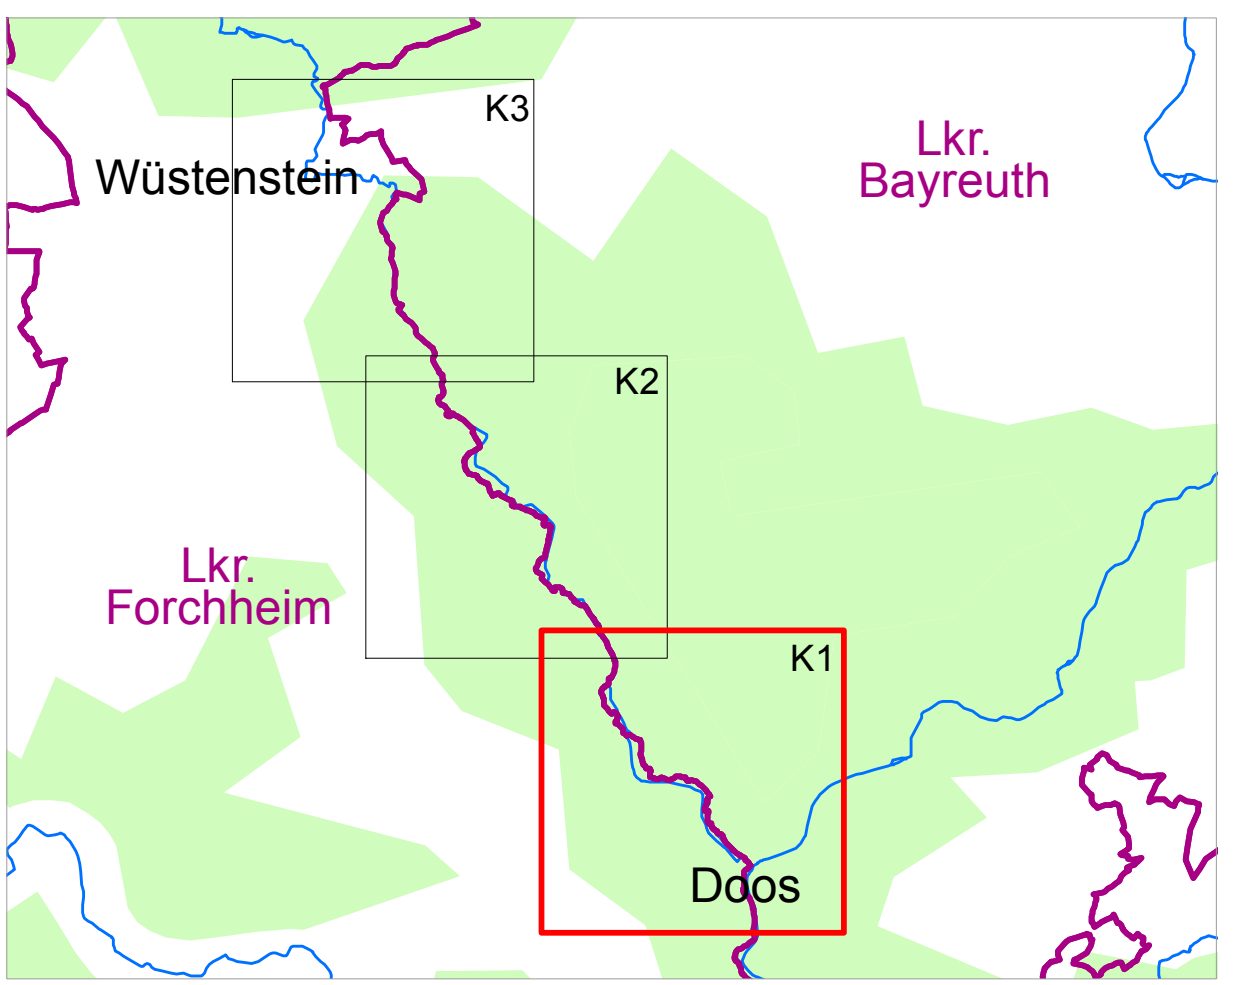 K3
Lkr.
Bayreuth
Wüstenstein
K2
Lkr.
Forchheim
K1
Doos